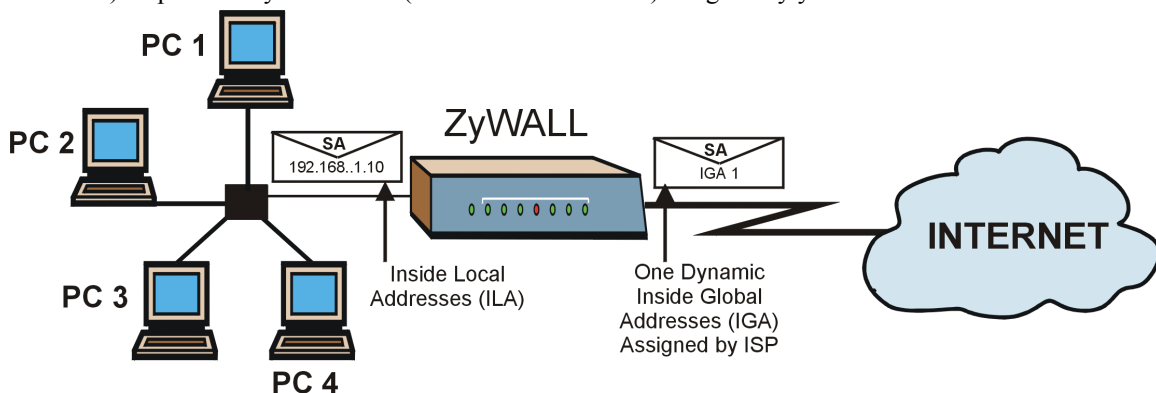 PC 1
PC 2
PC 3
PC 4
SA
192.168..1.10
ZyWALL
SA
IGA 1
INTERNET
Inside Local
Addresses (ILA)
One Dynamic
Inside Global
Addresses (IGA)
Assigned by ISP